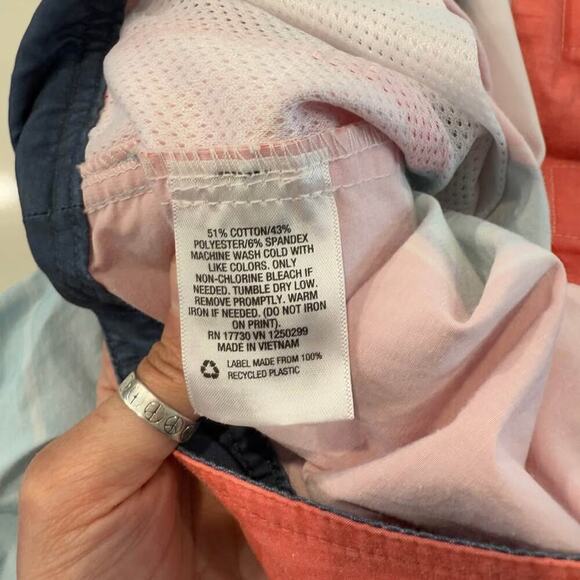 51% COTTON/43%
POLYESTER/6% SPANDEX
MACHINE WASH COLD WITH
LIKE COLORS. ONLY
NON-CHLORINE BLEACH IF
NEEDED. TUMBLE DRY LOW.
REMOVE PROMPTLY. WARM
IRON IF NEEDED. (DO NOT IRON
ON PRINT).
RN 17730 VN 1250299
MADE IN VIETNAM
LABEL MADE FROM 100%
RECYCLED PLASTIC